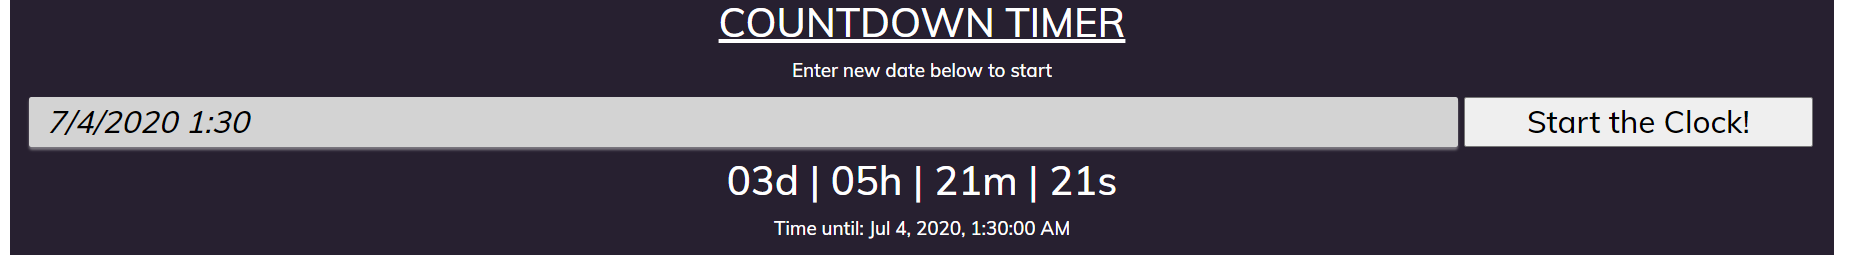 COUNTDOWN TIMER
Enter new date below to start
7/4/2020 1:30
Start the Clock!
03d | 05h | 21m | 21s
Time until: Jul 4, 2020, 1:30:00 AM